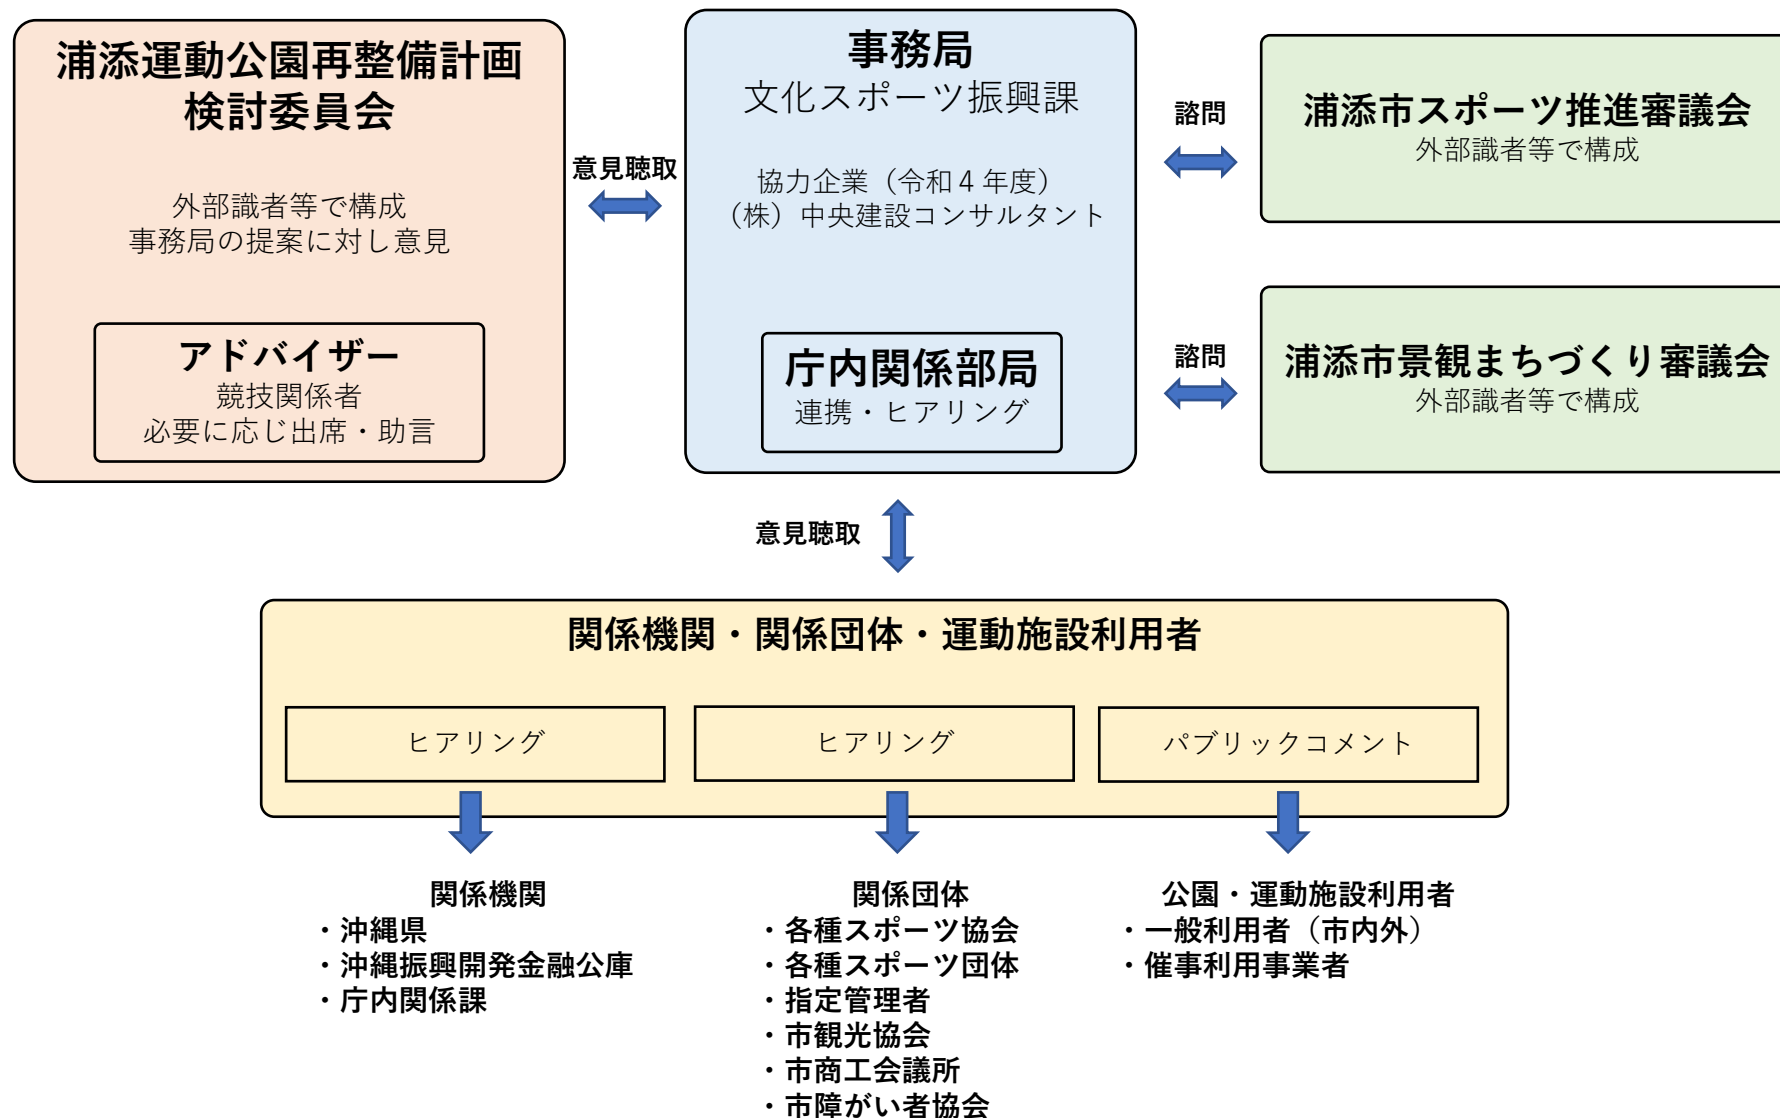 浦添運動公園再整備計画
検討委員会
外部識者等で構成
事務局の提案に対し意見
アドバイザー
競技関係者
必要に応じ出席・助言
意見聴取
事務局
文化スポーツ振興課
協力企業（令和４年度）
（株）中央建設コンサルタント
庁内関係部局
連携・ヒアリング
諮問
浦添市スポーツ推進審議会
外部識者等で構成
諮問
浦添市景観まちづくり審議会
外部識者等で構成
意見聴取
関係機関・関係団体・運動施設利用者
ヒアリング
ヒアリング
パブリックコメント
関係機関
・沖縄県
・沖縄振興開発金融公庫
・庁内関係課
関係団体
・各種スポーツ協会
・各種スポーツ団体
・指定管理者
・市観光協会
・市商工会議所
・市障がい者協会
公園・運動施設利用者
・一般利用者（市内外）
・催事利用事業者